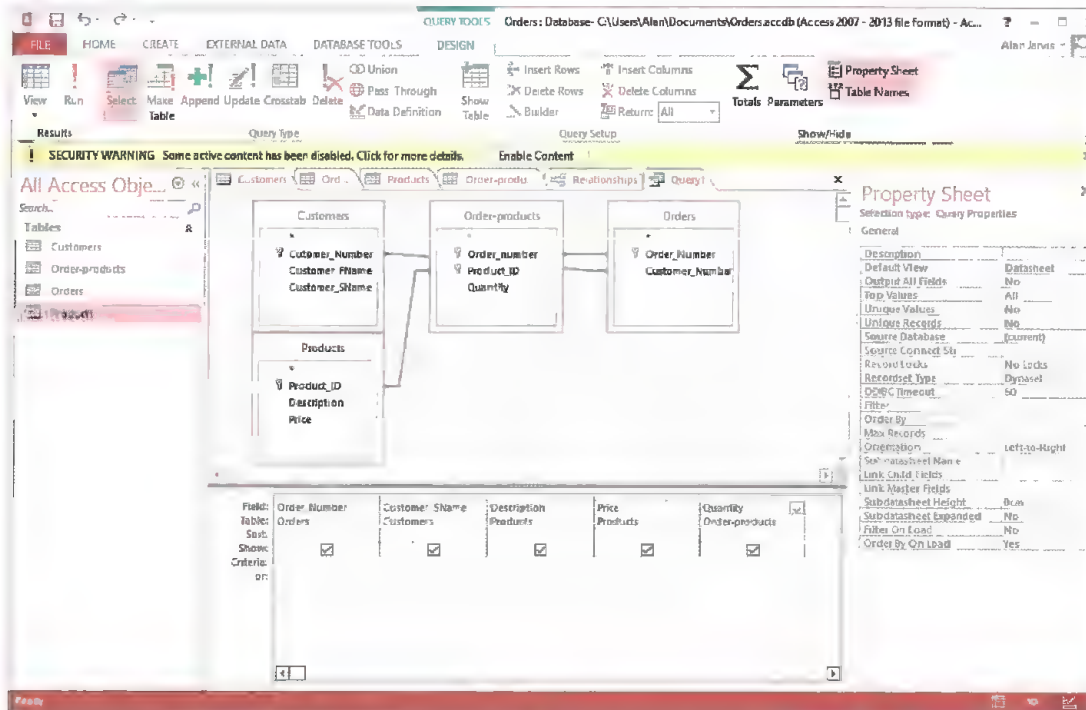 QUERY TOOLS Orders : Database- C:\Users\Alan\Documents\Orders.accdb (Access 2007 - 2013 file format) - Ac... ?
FILE HOME CREATE EXTERNAL DATA DATABASE TOOLS DESIGN Alan Jarvis
View Run Select Make Table Append Update Crosstab Delete
Union
Pass Through
Data Definition
Show Table
Insert Rows
Delete Rows
Builder
Insert Columns
Delete Columns
Return: All
Totals Parameters
Property Sheet
Table Names
Results Query Type Query Setup Show/Hide
! SECURITY WARNING Some active content has been disabled. Click for more details. Enable Content
All Access Obje... «
Search...
Tables
Customers
Order-products
Orders
Products
Customers Ord... Products Order-produ... Relationships Query1 x
Customers
*
Cutomer_Number
Customer FName
Customer_SName
Order-products
*
Order_number
Product_ID
Quantity
Orders
*
Order_Number
Customer_Number
Products
*
Product_ID
Description
Price
Field: Order_Number Customer SName Description Price Quantity
Table: Orders Customers Products Products Order-products
Sort:
Show:
Criteria:
or:
Property Sheet
Selection type: Query Properties
General
Description
Default View Datasheet
Output All Fields No
Top Values All
Unique Values No
Unique Records No
Source Database (current)
Source Connect Str
Record Locks No Locks
Recordset Type Dynaset
ODBC Timeout 60
Filter
Order By
Max Records
Orientation Left-to-Right
Subdatasheet Name
Link Child Fields
Link Master Fields
Subdatasheet Height 0cm
Subdatasheet Expanded No
Filter On Load No
Order By On Load Yes
Ready